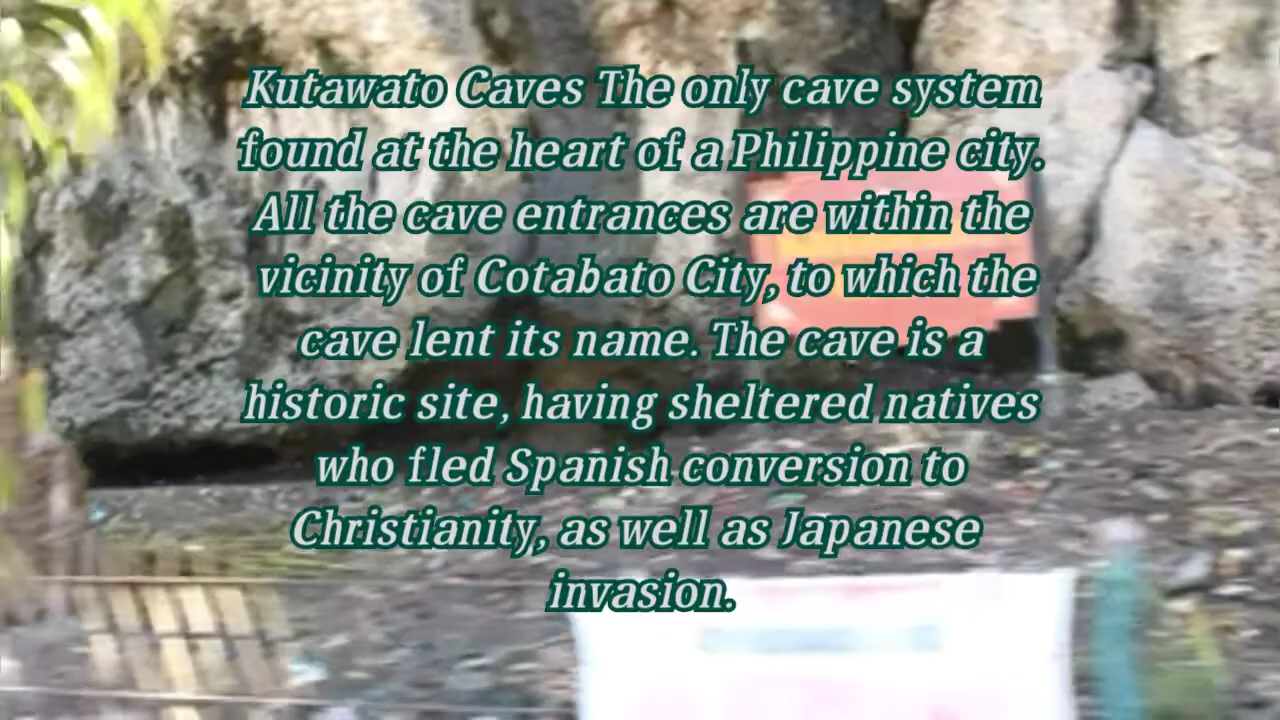 Kutawato Caves The only cave system
found at the heart of a Philippine city.
All the cave entrances are within the
vicinity of Cotabato City, to which the
cave lent its name. The cave is a
historic site, having sheltered natives
who fled Spanish conversion to
Christianity, as well as Japanese
invasion.